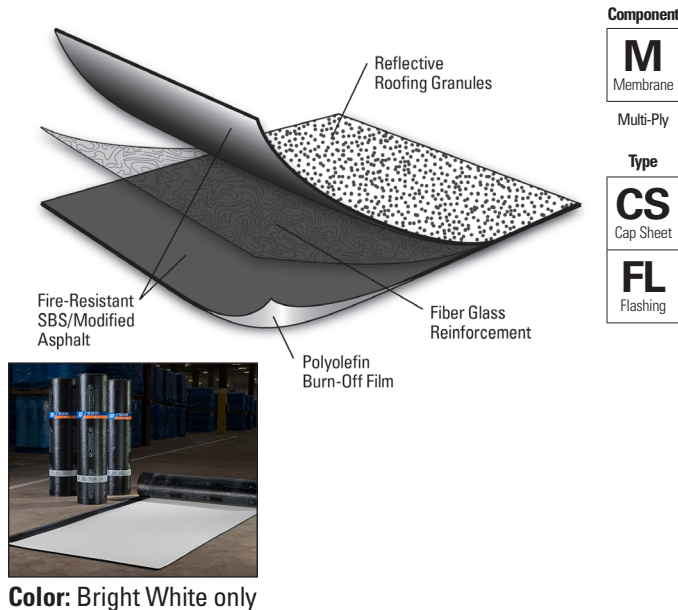 Component
M
Membrane
Multi-Ply
Type
CS
Cap Sheet
FL
Flashing
Reflective
Roofing Granules
Fire-Resistant
SBS/Modified
Asphalt
Fiber Glass
Reinforcement
Polyolefin
Burn-Off Film
Color: Bright White only